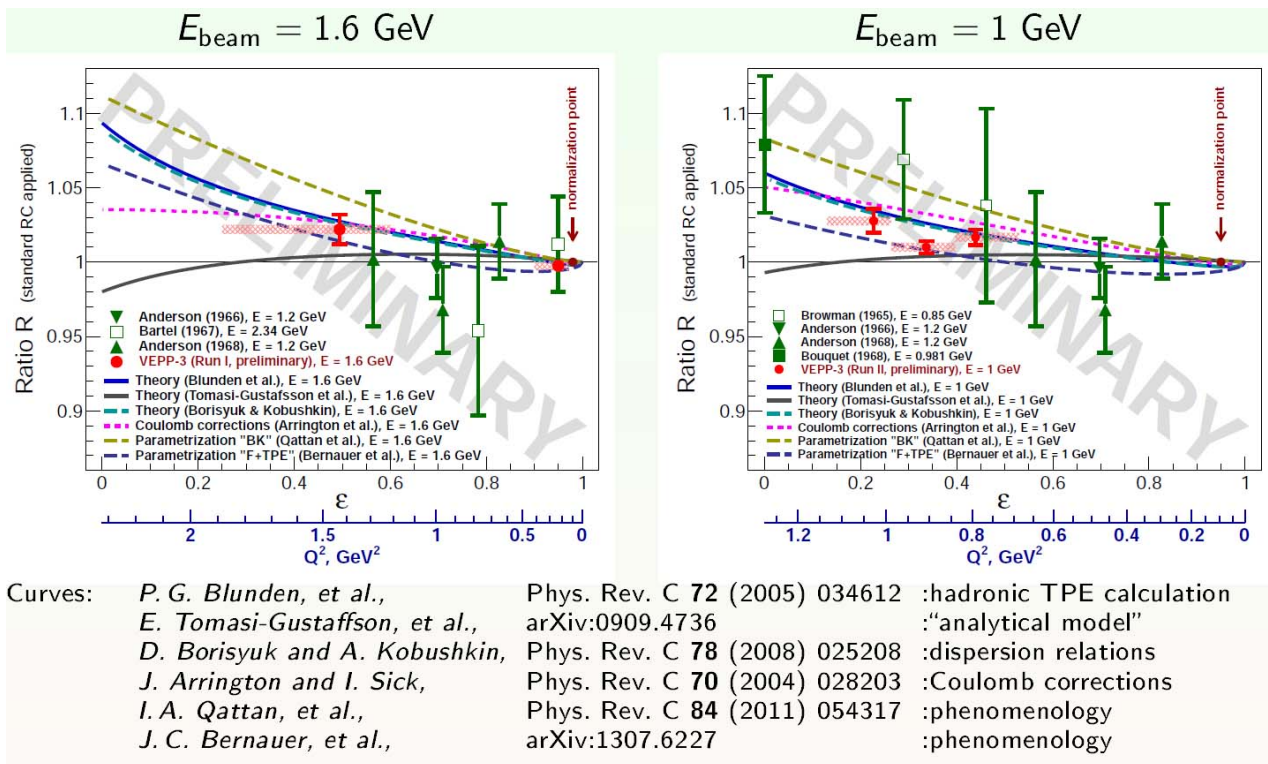 E_beam = 1.6 GeV
E_beam = 1 GeV
PRELIMINARY
Ratio R (standard RC applied)
1.1
1.05
1
0.95
0.9
normalization point
Anderson (1966), E = 1.2 GeV
Bartel (1967), E = 2.34 GeV
Anderson (1968), E = 1.2 GeV
VEPP-3 (Run I, preliminary), E = 1.6 GeV
Theory (Blunden et al.), E = 1.6 GeV
Theory (Tomasi-Gustafsson et al.), E = 1.6 GeV
Theory (Borisyuk & Kobushkin), E = 1.6 GeV
Coulomb corrections (Arrington et al.), E = 1.6 GeV
Parametrization "BK" (Qattan et al.), E = 1.6 GeV
Parametrization "F+TPE" (Bernauer et al.), E = 1.6 GeV
0 0.2 0.4 0.6 0.8 1
ε
2 1.5 1 0.5 0
Q², GeV²
PRELIMINARY
Ratio R (standard RC applied)
1.1
1.05
1
0.95
0.9
normalization point
Browman (1965), E = 0.85 GeV
Anderson (1966), E = 1.2 GeV
Anderson (1968), E = 1.2 GeV
Bouquet (1968), E = 0.981 GeV
VEPP-3 (Run II, preliminary), E = 1 GeV
Theory (Blunden et al.), E = 1 GeV
Theory (Tomasi-Gustafsson et al.), E = 1 GeV
Theory (Borisyuk & Kobushkin), E = 1 GeV
Coulomb corrections (Arrington et al.), E = 1 GeV
Parametrization "BK" (Qattan et al.), E = 1 GeV
Parametrization "F+TPE" (Bernauer et al.), E = 1 GeV
0 0.2 0.4 0.6 0.8 1
ε
1.2 1 0.8 0.6 0.4 0.2 0
Q², GeV²
Curves: P. G. Blunden, et al., Phys. Rev. C 72 (2005) 034612 :hadronic TPE calculation
E. Tomasi-Gustaffson, et al., arXiv:0909.4736 :“analytical model”
D. Borisyuk and A. Kobushkin, Phys. Rev. C 78 (2008) 025208 :dispersion relations
J. Arrington and I. Sick, Phys. Rev. C 70 (2004) 028203 :Coulomb corrections
I. A. Qattan, et al., Phys. Rev. C 84 (2011) 054317 :phenomenology
J. C. Bernauer, et al., arXiv:1307.6227 :phenomenology